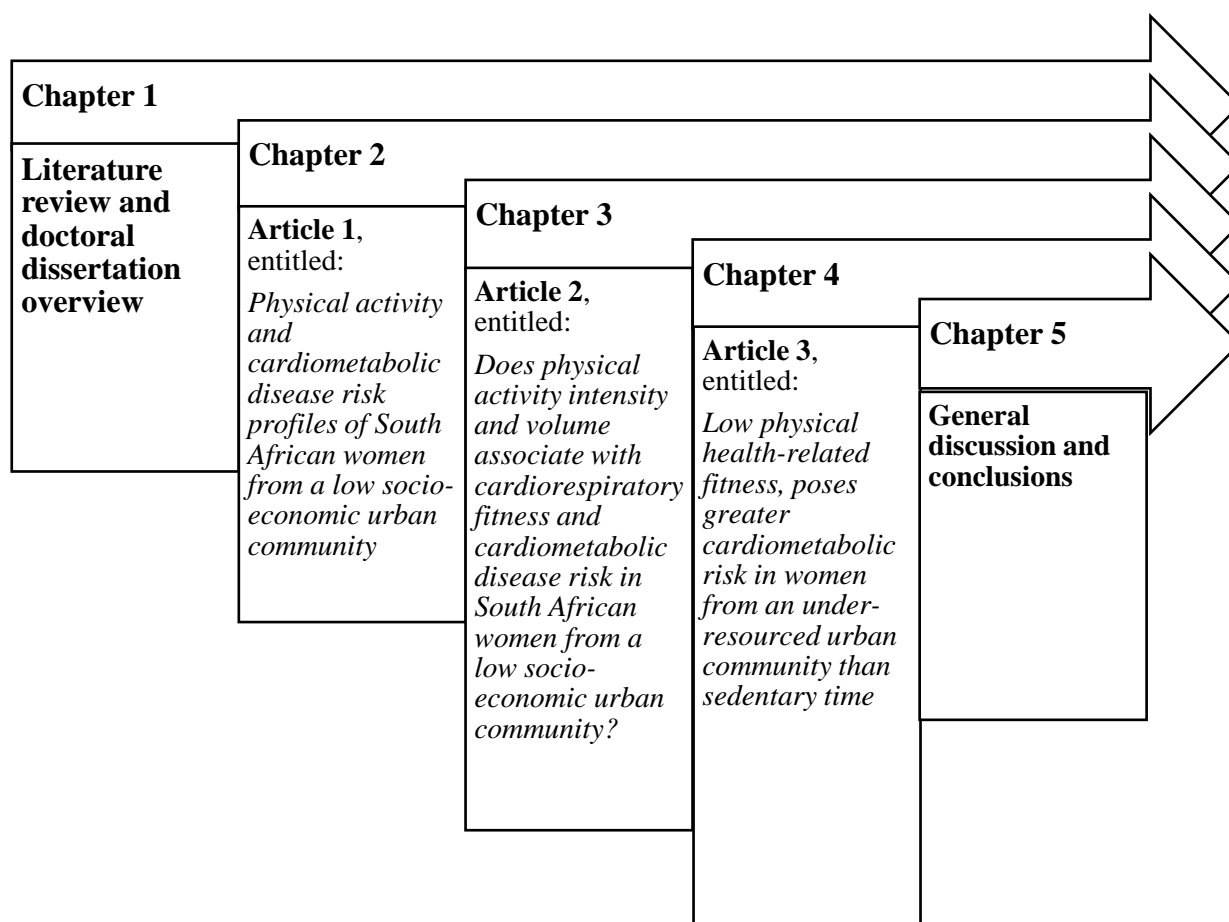 Chapter 1
Literature
review and
doctoral
dissertation
overview
Chapter 2
Article 1,
entitled:
Physical activity
and
cardiometabolic
disease risk
profiles of South
African women
from a low socio-
economic urban
community
Chapter 3
Article 2,
entitled:
Does physical
activity intensity
and volume
associate with
cardiorespiratory
fitness and
cardiometabolic
disease risk in
South African
women from a
low socio-
economic urban
community?
Chapter 4
Article 3,
entitled:
Low physical
health-related
fitness, poses
greater
cardiometabolic
risk in women
from an under-
resourced urban
community than
sedentary time
Chapter 5
General
discussion and
conclusions